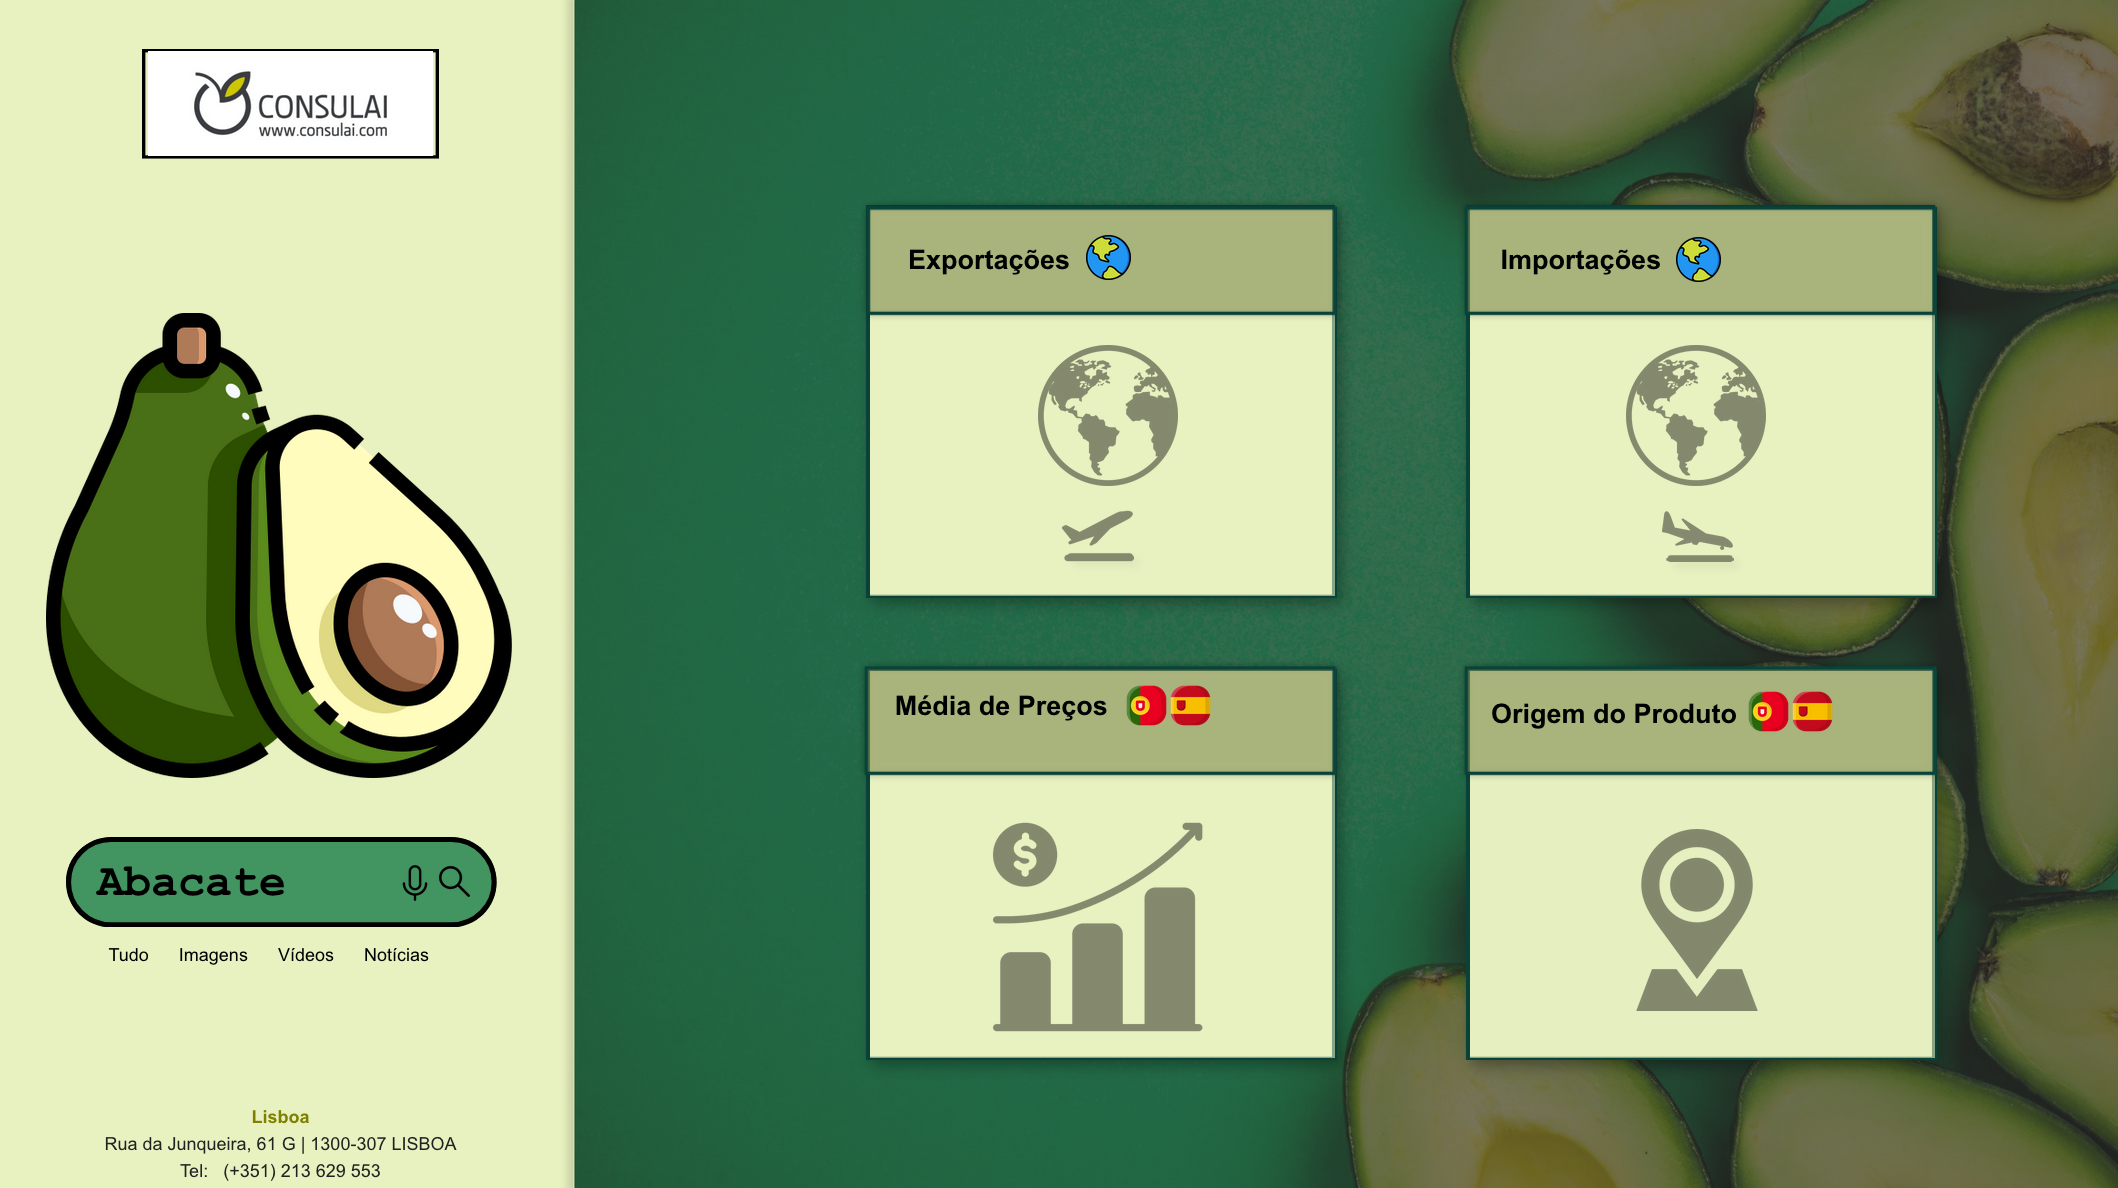 CONSULAI
www.consulai.com
Abacate
Tudo Imagens Vídeos Notícias
Lisboa
Rua da Junqueira, 61 G | 1300-307 LISBOA
Tel: (+351) 213 629 553
Exportações
Importações
Média de Preços
Origem do Produto
$